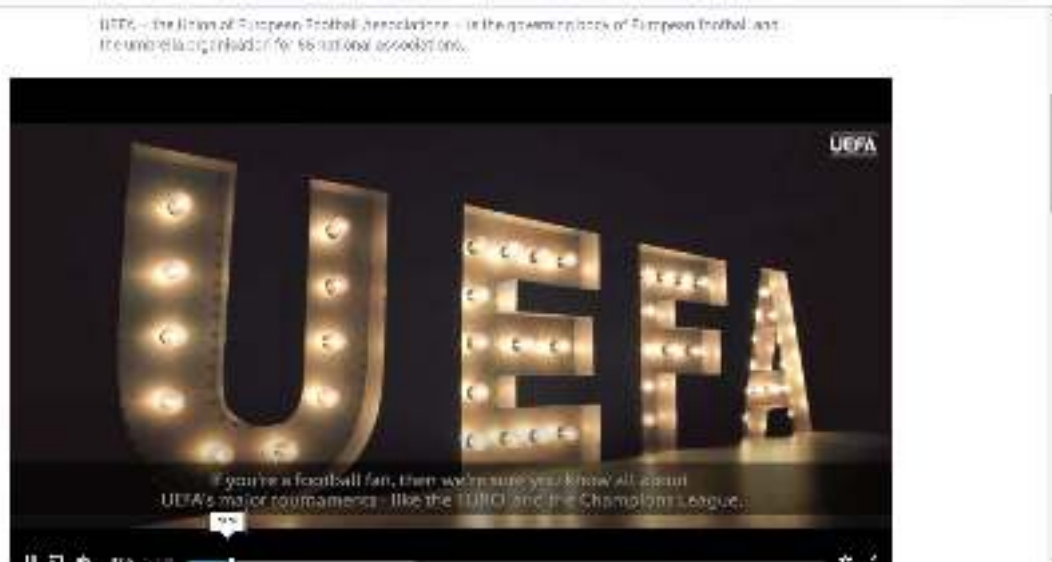 UEFA – the Union of European Football Associations – is the governing body of European football and
the umbrella organisation for national associations.
UEFA
UEFA
If you're a football fan, then we're sure you know all about
UEFA's major tournaments - like the EURO and the Champions League.